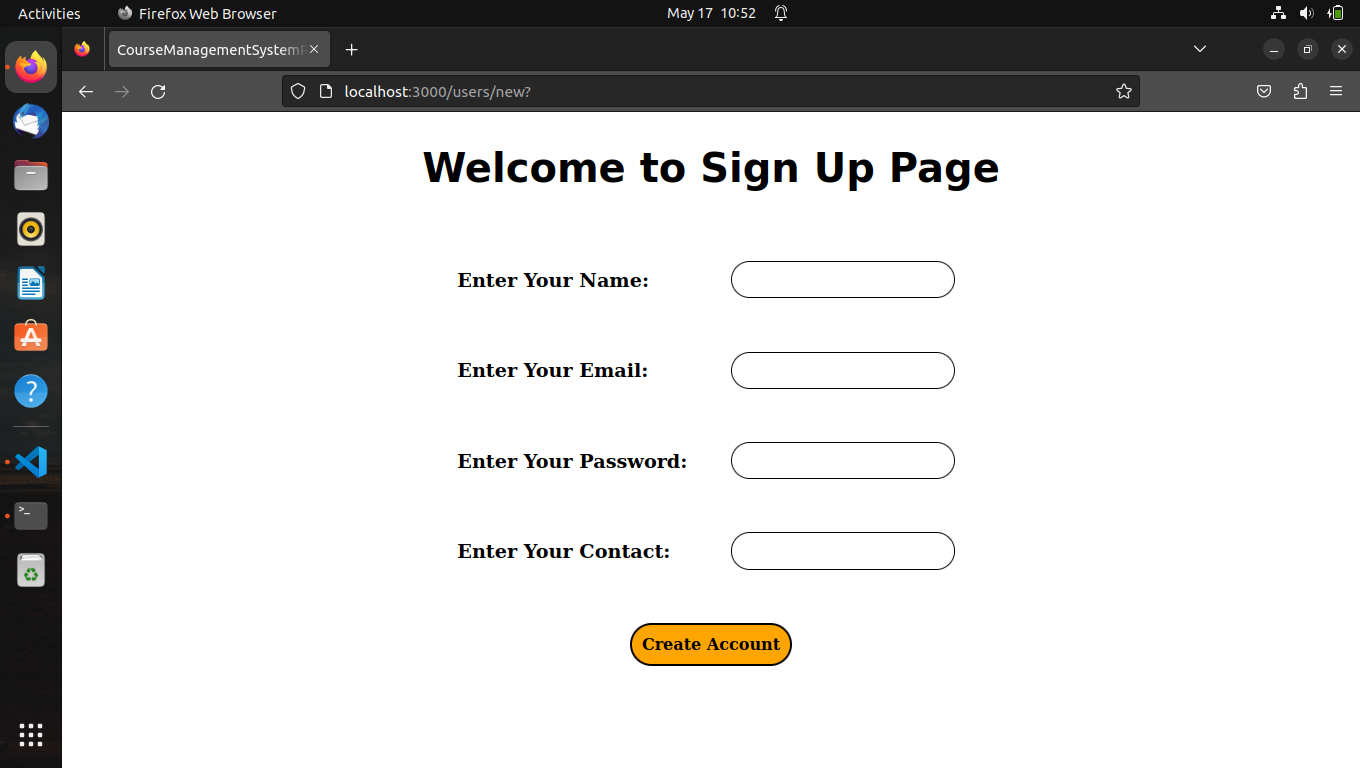 Activities Firefox Web Browser May 17 10:52
CourseManagementSystem
localhost:3000/users/new?
Welcome to Sign Up Page
Enter Your Name:
Enter Your Email:
Enter Your Password:
Enter Your Contact:
Create Account